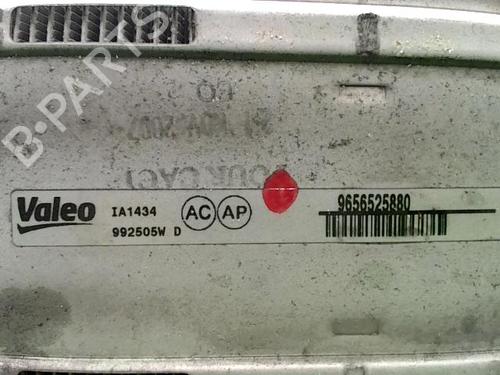 B-PARTS
Valeo
IA1434
992505W D
AC AP
9656525880